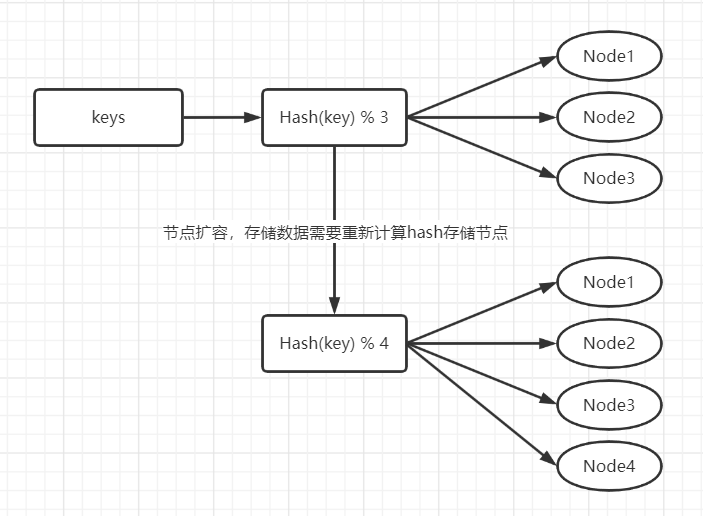 keys
Hash(key) % 3
Node1
Node2
Node3
节点扩容，存储数据需要重新计算hash存储节点
Hash(key) % 4
Node1
Node2
Node3
Node4